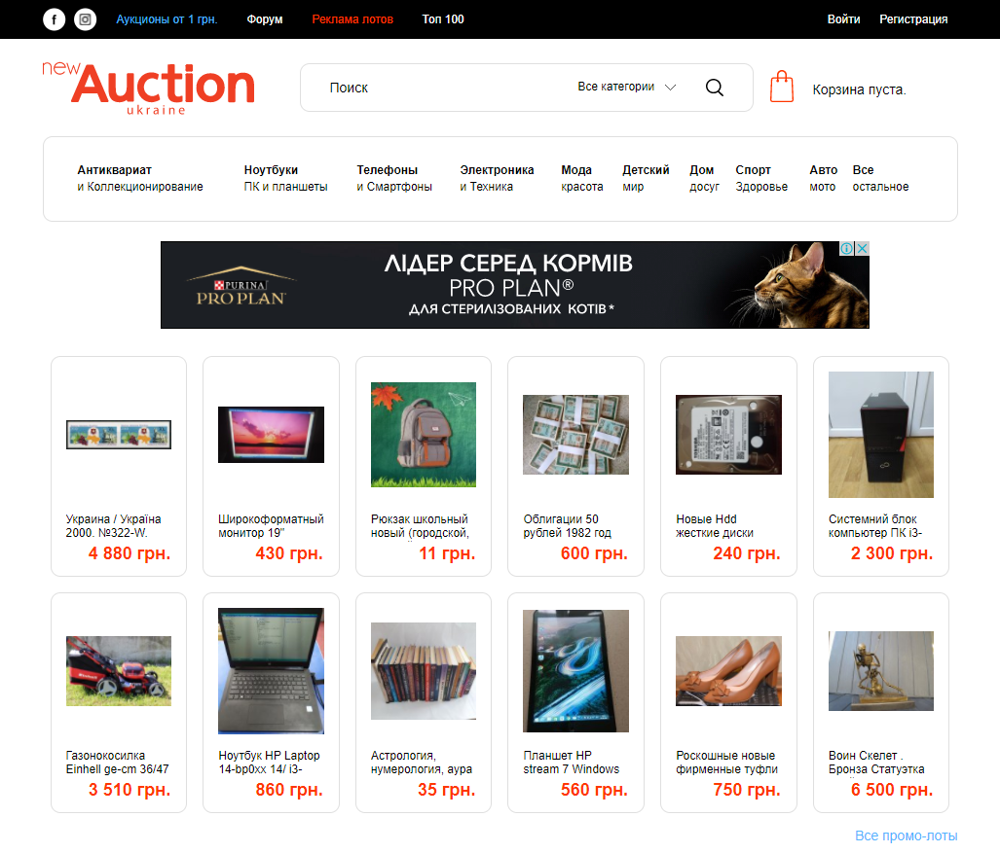 Аукционы от 1 грн. Форум Реклама лотов Топ 100 Войти Регистрация
new
Auction
ukraine
Поиск Все категории Корзина пуста.
Антиквариат Ноутбуки Телефоны Электроника Мода Детский Дом Спорт Авто Все
и Коллекционирование ПК и планшеты и Смартфоны и Техника красота мир досуг Здоровье мото остальное
ЛІДЕР СЕРЕД КОРМІВ
PURINA
PRO PLAN
PRO PLAN®
ДЛЯ СТЕРИЛІЗОВАНИХ КОТІВ*
Украина / Україна
2000. №322-W.
4 880 грн.
Широкоформатный
монитор 19"
430 грн.
Рюкзак школьный
новый (городской,
11 грн.
Облигации 50
рублей 1982 год
600 грн.
Новые Hdd
жесткие диски
240 грн.
Системний блок
компьютер ПК i3-
2 300 грн.
Газонокосилка
Einhell ge-cm 36/47
3 510 грн.
Ноутбук HP Laptop
14-bp0xx 14/ i3-
860 грн.
Астрология,
нумерология, аура
35 грн.
Планшет HP
stream 7 Windows
560 грн.
Роскошные новые
фирменные туфли
750 грн.
Воин Скелет .
Бронза Статуэтка
6 500 грн.
Все промо-лоты